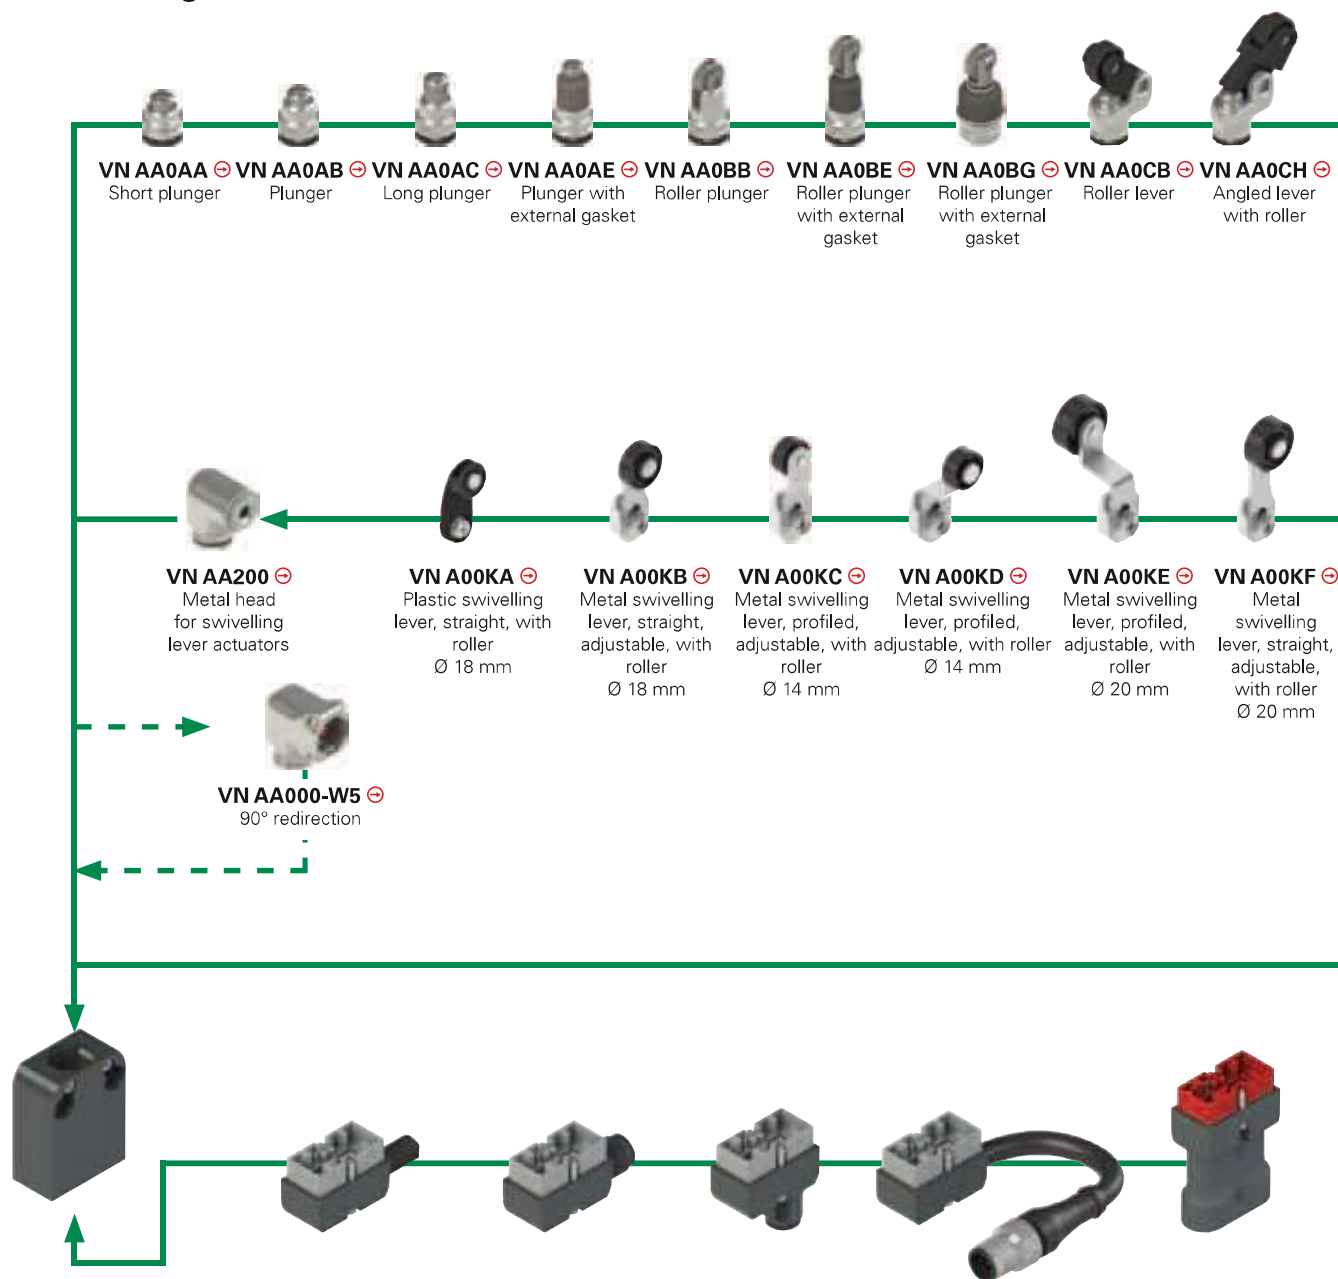 VN AA0AA
Short plunger
VN AA0AB
Plunger
VN AA0AC
Long plunger
VN AA0AE
Plunger with
external gasket
VN AA0BB
Roller plunger
VN AA0BE
Roller plunger
with external
gasket
VN AA0BG
Roller plunger
with external
gasket
VN AA0CB
Roller lever
VN AA0CH
Angled lever
with roller
VN AA200
Metal head
for swivelling
lever actuators
VN A00KA
Plastic swivelling
lever, straight, with
roller
Ø 18 mm
VN A00KB
Metal swivelling
lever, straight,
adjustable, with
roller
Ø 18 mm
VN A00KC
Metal swivelling
lever, profiled,
adjustable, with
roller
Ø 14 mm
VN A00KD
Metal swivelling
lever, profiled,
adjustable, with roller
Ø 14 mm
VN A00KE
Metal swivelling
lever, profiled,
adjustable, with
roller
Ø 20 mm
VN A00KF
Metal
swivelling
lever, straight,
adjustable,
with roller
Ø 20 mm
VN AA000-W5
90° redirection